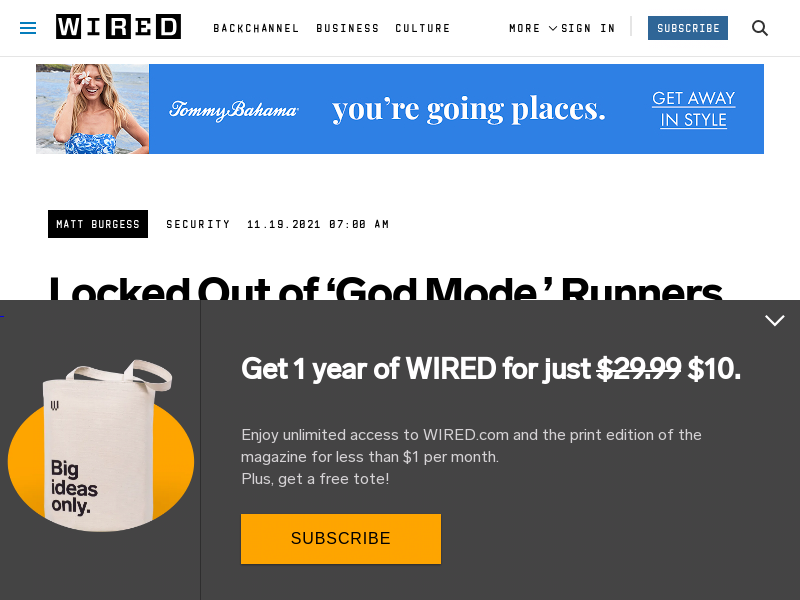 WIRED BACKCHANNEL BUSINESS CULTURE MORE SIGN IN SUBSCRIBE
Tommy Bahama you're going places. GET AWAY
IN STYLE
MATT BURGESS SECURITY 11.19.2021 07:00 AM
Locked Out of ‘God Mode,’ Runners
Get 1 year of WIRED for just $29.99 $10.
Enjoy unlimited access to WIRED.com and the print edition of the
magazine for less than $1 per month.
Plus, get a free tote!
SUBSCRIBE
W
Big
ideas
only.